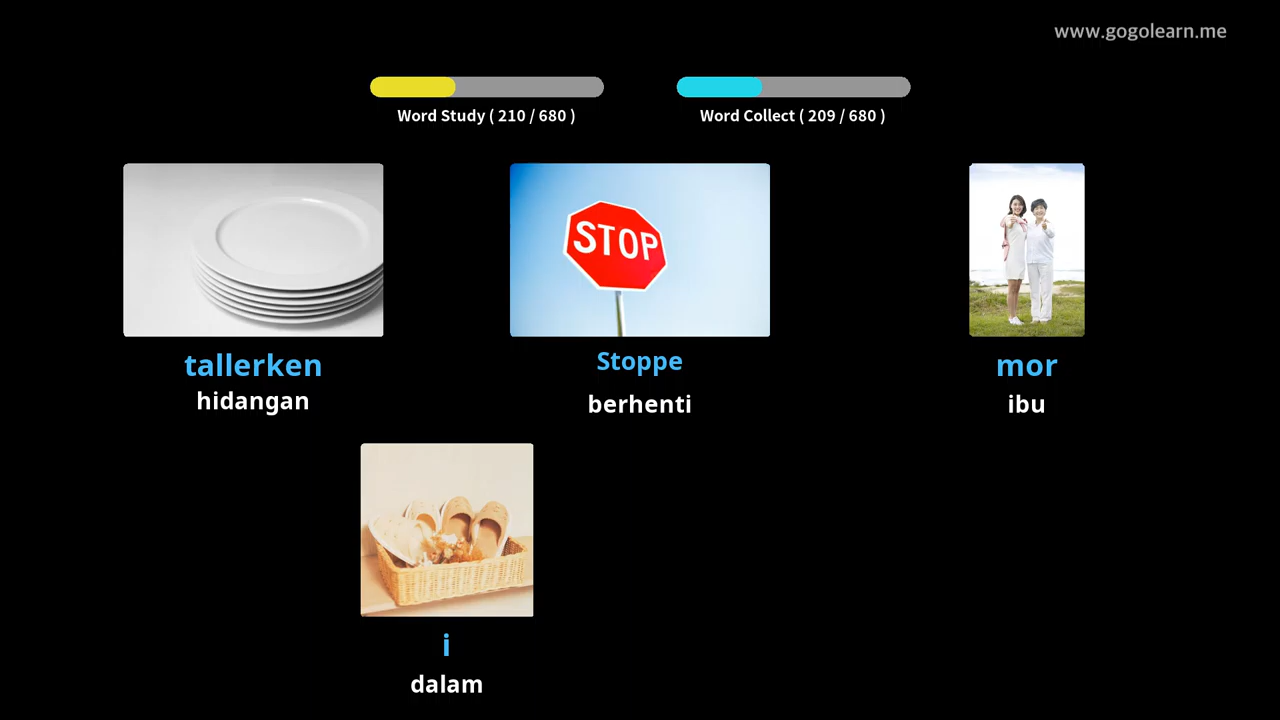 www.gogolearn.me
Word Study ( 210 / 680 )
Word Collect ( 209 / 680 )
STOP
tallerken
hidangan
Stoppe
berhenti
mor
ibu
i
dalam